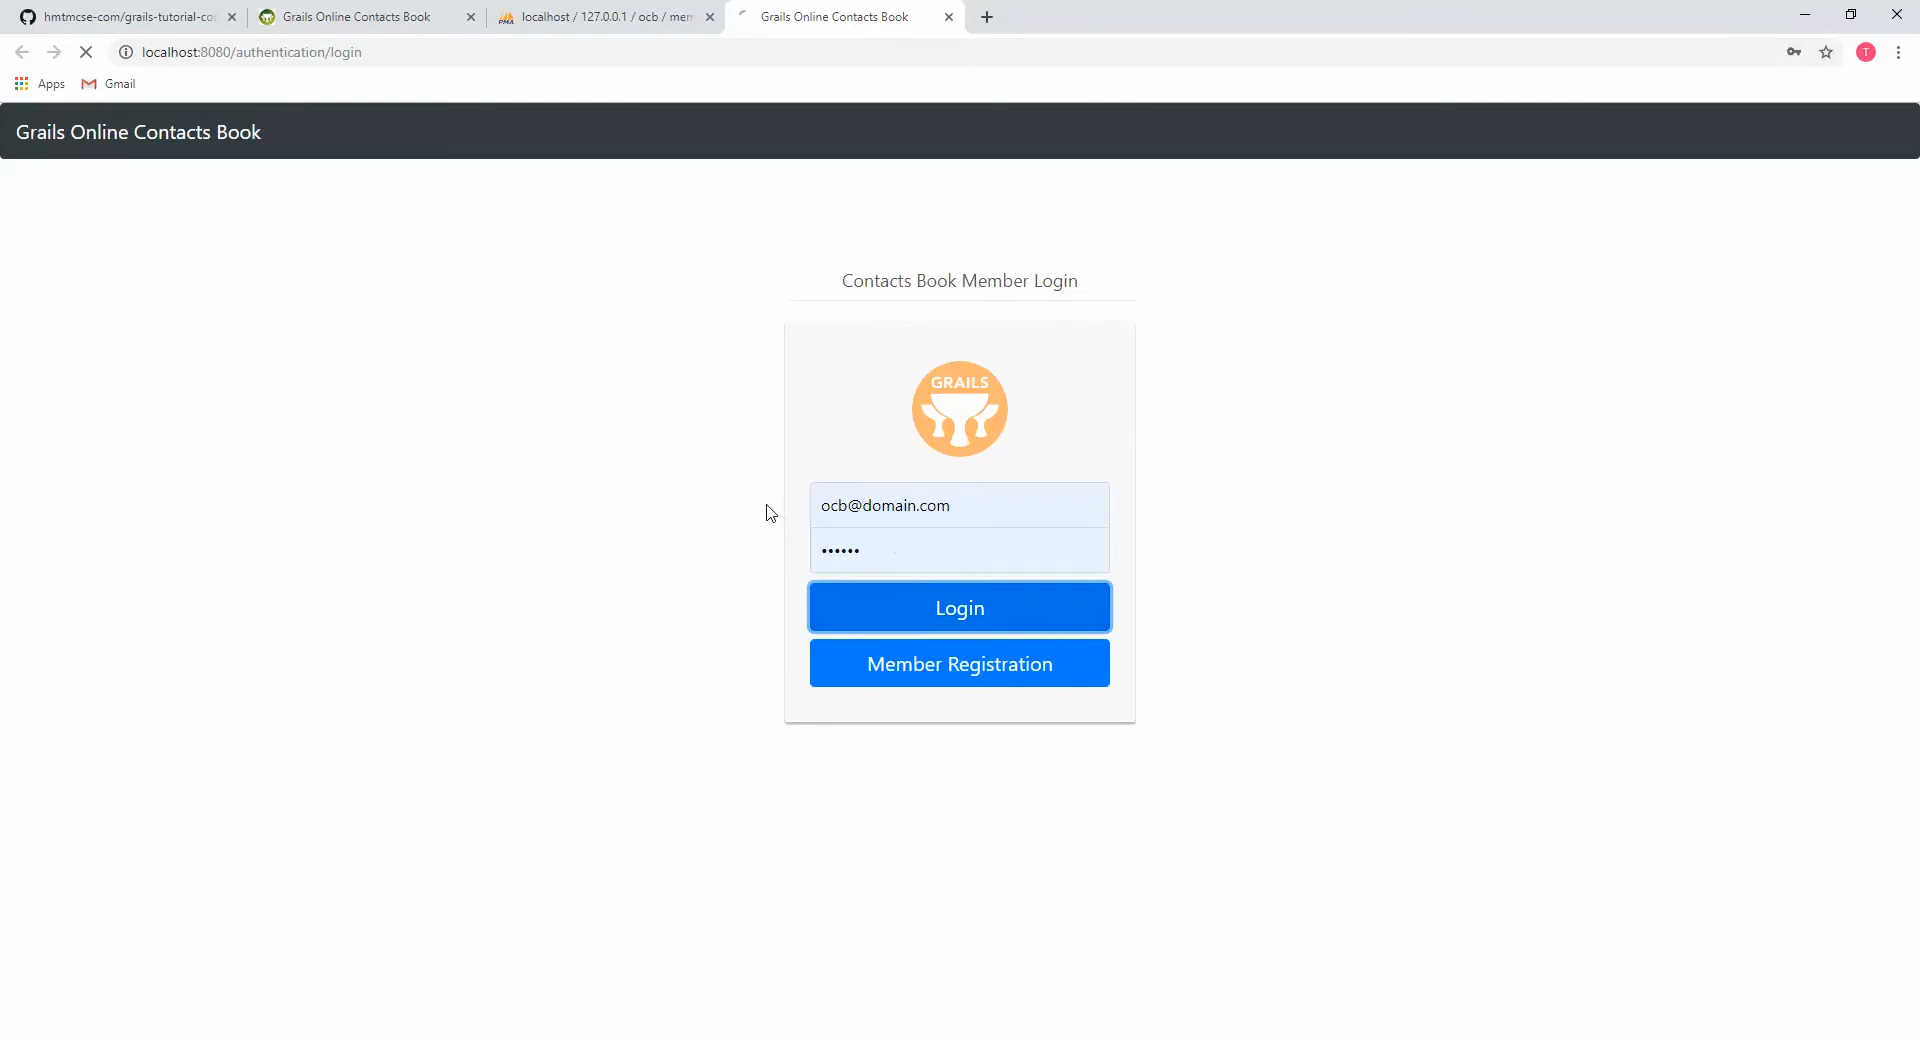 hmtmcse-com/grails-tutorial-co
Grails Online Contacts Book
localhost / 127.0.0.1 / ocb / mem
Grails Online Contacts Book
localhost:8080/authentication/login
T
Apps
Gmail
Grails Online Contacts Book
Contacts Book Member Login
GRAILS
ocb@domain.com
••••••
Login
Member Registration